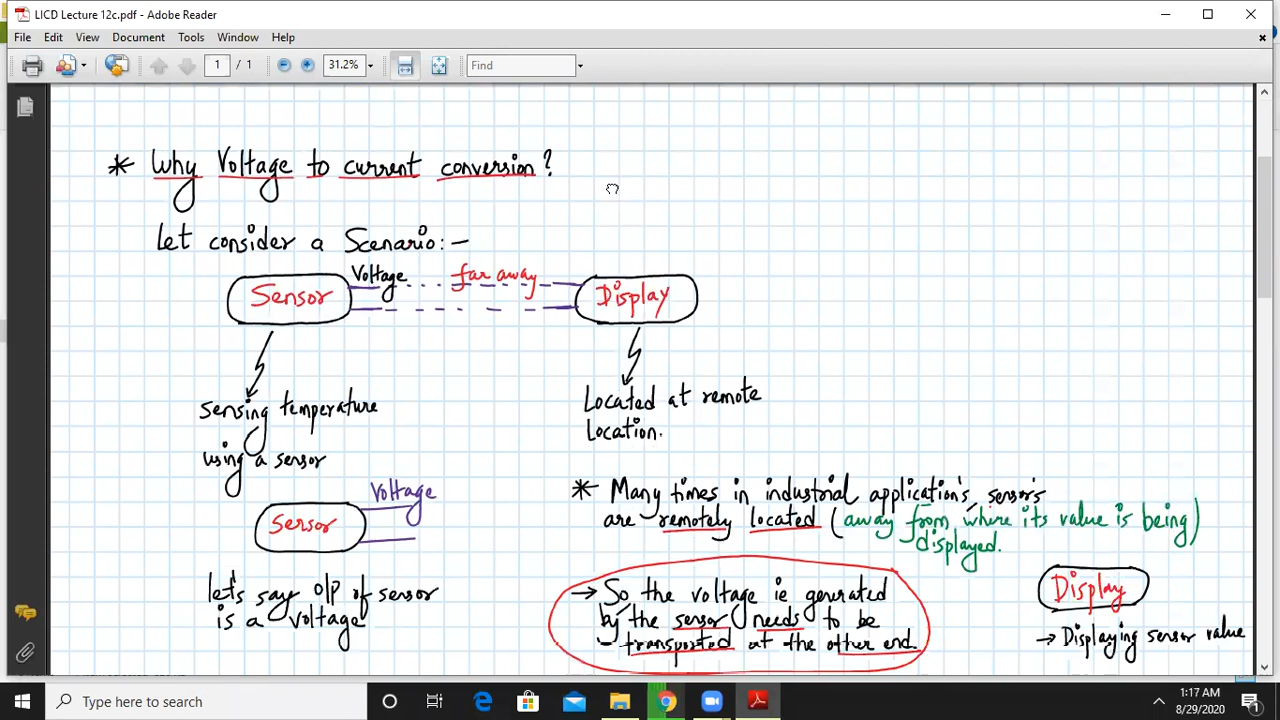 LICD Lecture 12c.pdf - Adobe Reader
File Edit View Document Tools Window Help
1 / 1 31.2% Find
* Why Voltage to current conversion?
Let consider a Scenario:-
Sensor Voltage far away Display
Sensing temperature
using a sensor
Located at remote
location.
Sensor Voltage
let's say O/P of sensor
is a voltage
* Many times in industrial application's, sensor's
are remotely located (away from where its value is being
displayed.)
→ So the voltage ie generated
by the sensor needs to be
transported at the other end.
Display
→ Displaying sensor value
Type here to search
1:17 AM
8/29/2020
1